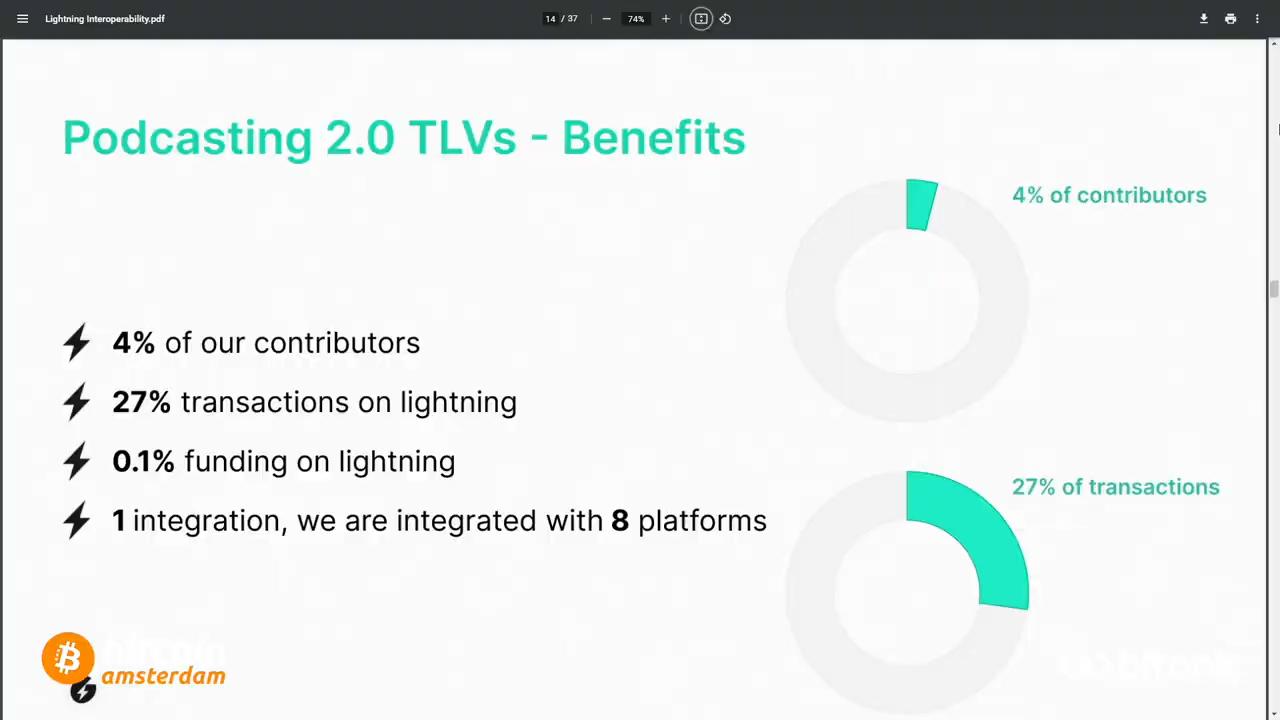 Lightning Interoperability.pdf
14 / 37
74%
Podcasting 2.0 TLVs - Benefits
4% of contributors
4% of our contributors
27% transactions on lightning
0.1% funding on lightning
1 integration, we are integrated with 8 platforms
27% of transactions
bitcoin
amsterdam